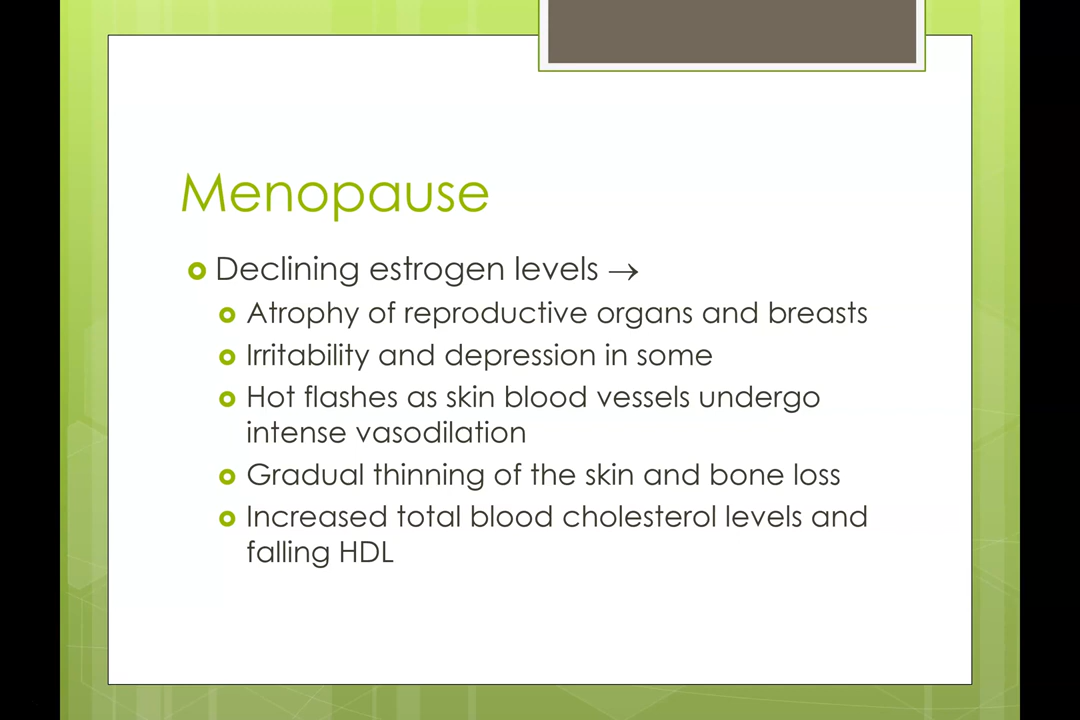 Menopause
Declining estrogen levels →
Atrophy of reproductive organs and breasts
Irritability and depression in some
Hot flashes as skin blood vessels undergo
intense vasodilation
Gradual thinning of the skin and bone loss
Increased total blood cholesterol levels and
falling HDL